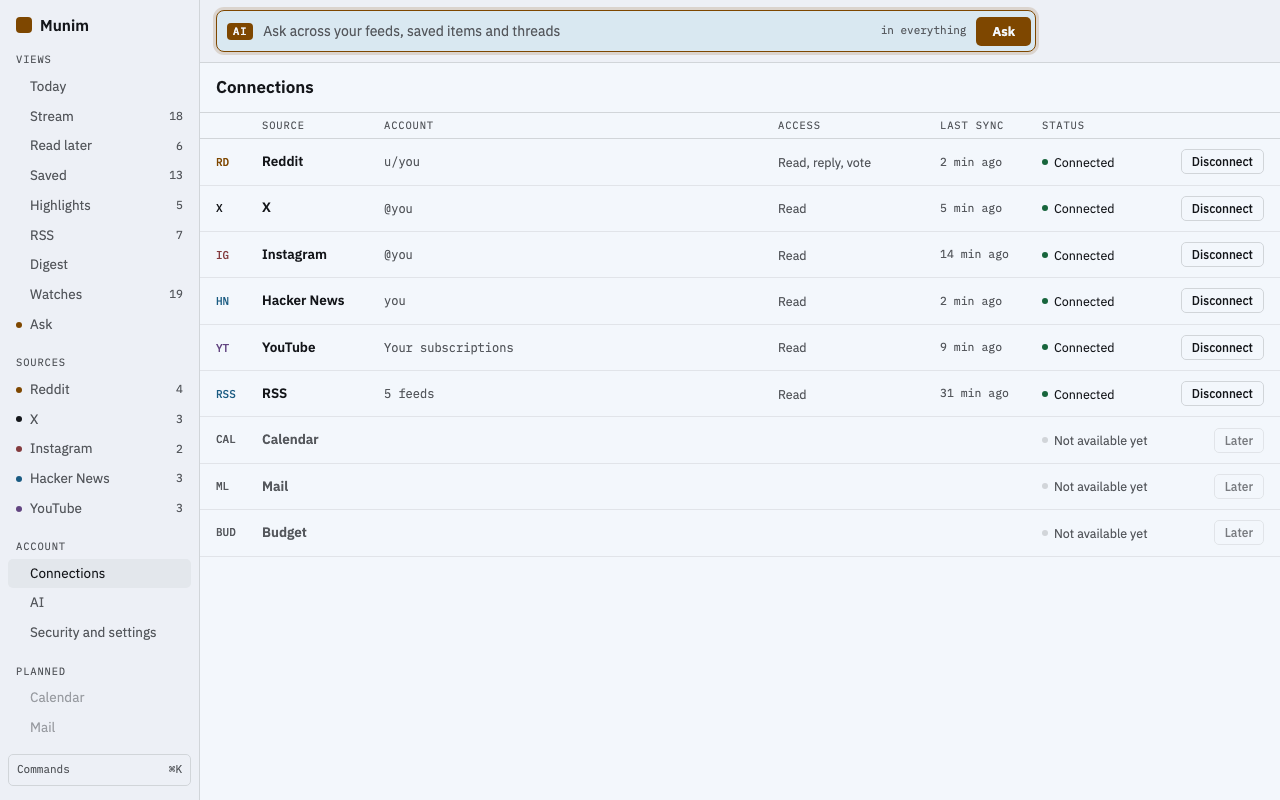 Munim
VIEWS
Today
Stream 18
Read later 6
Saved 13
Highlights 5
RSS 7
Digest
Watches 19
Ask
SOURCES
Reddit 4
X 3
Instagram 2
Hacker News 3
YouTube 3
ACCOUNT
Connections
AI
Security and settings
PLANNED
Calendar
Mail
Commands ⌘K
AI Ask across your feeds, saved items and threads in everything Ask
Connections
SOURCE ACCOUNT ACCESS LAST SYNC STATUS
RD Reddit u/you Read, reply, vote 2 min ago Connected Disconnect
X X @you Read 5 min ago Connected Disconnect
IG Instagram @you Read 14 min ago Connected Disconnect
HN Hacker News you Read 2 min ago Connected Disconnect
YT YouTube Your subscriptions Read 9 min ago Connected Disconnect
RSS RSS 5 feeds Read 31 min ago Connected Disconnect
CAL Calendar Not available yet Later
ML Mail Not available yet Later
BUD Budget Not available yet Later